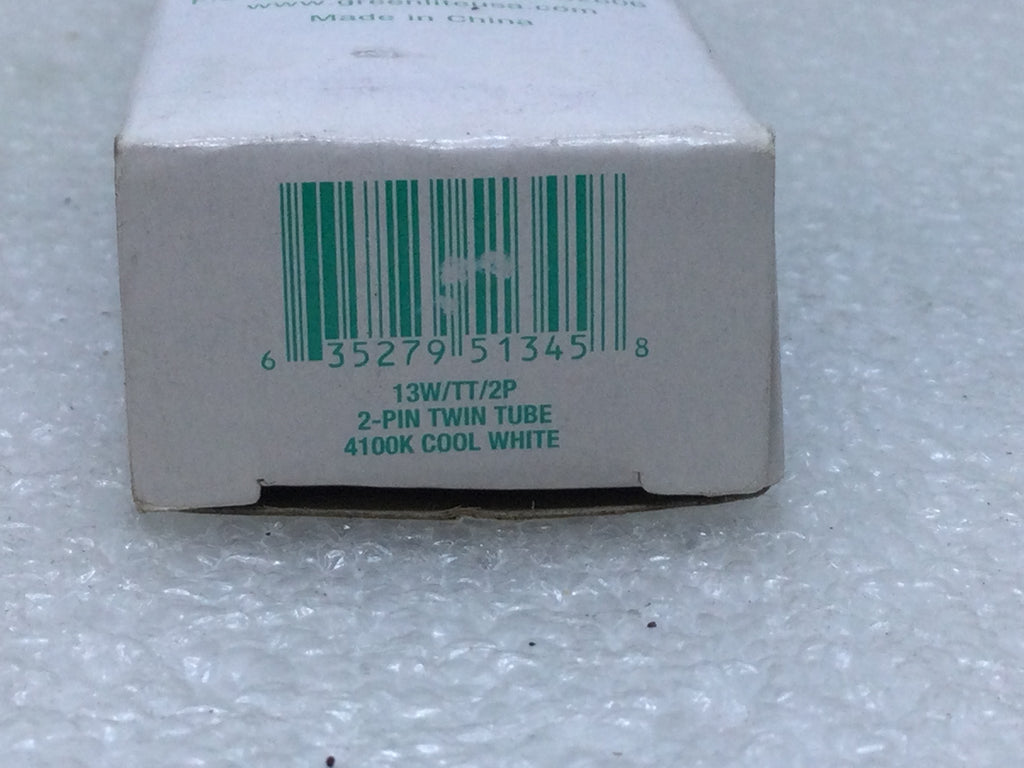 www.greenliteusa.com
Made in China
6 35279 51345 8
13W/TT/2P
2-PIN TWIN TUBE
4100K COOL WHITE